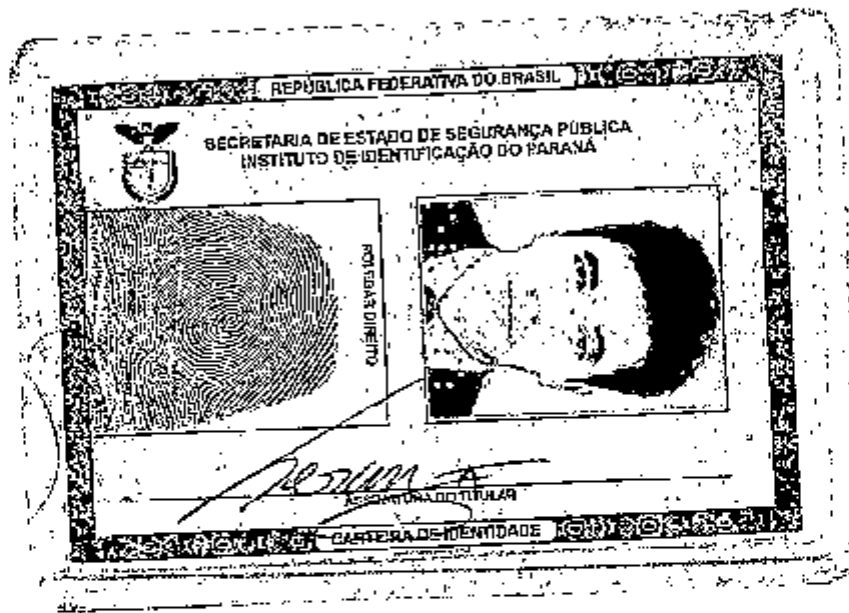 REPÚBLICA FEDERATIVA DO BRASIL
SECRETARIA DE ESTADO DE SEGURANÇA PÚBLICA
INSTITUTO DE IDENTIFICAÇÃO DO PARANÁ
POLEGAR DIREITO
ASSINATURA DO TITULAR
CARTEIRA DE IDENTIDADE